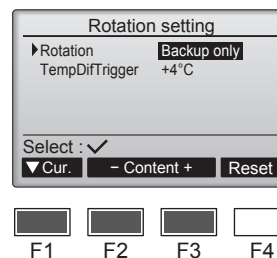 Rotation setting
Rotation Backup only
TempDifTrigger +4°C
Select :
Cur. − Content + Reset
F1 F2 F3 F4